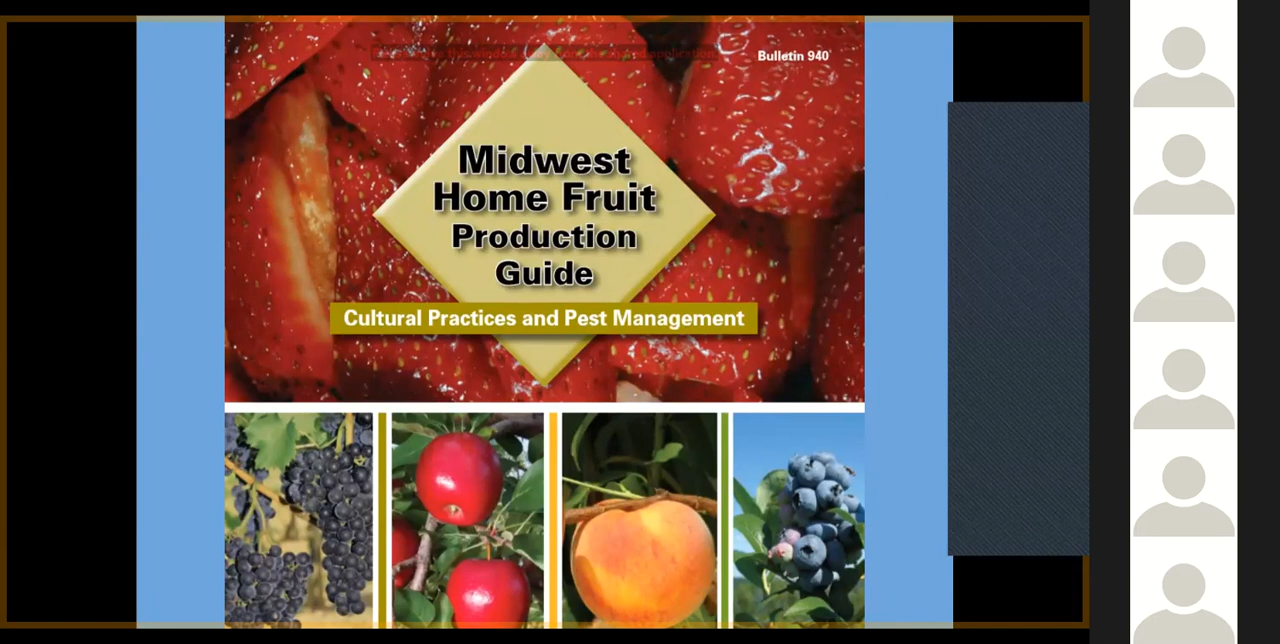 Bulletin 940
Midwest
Home Fruit
Production
Guide
Cultural Practices and Pest Management